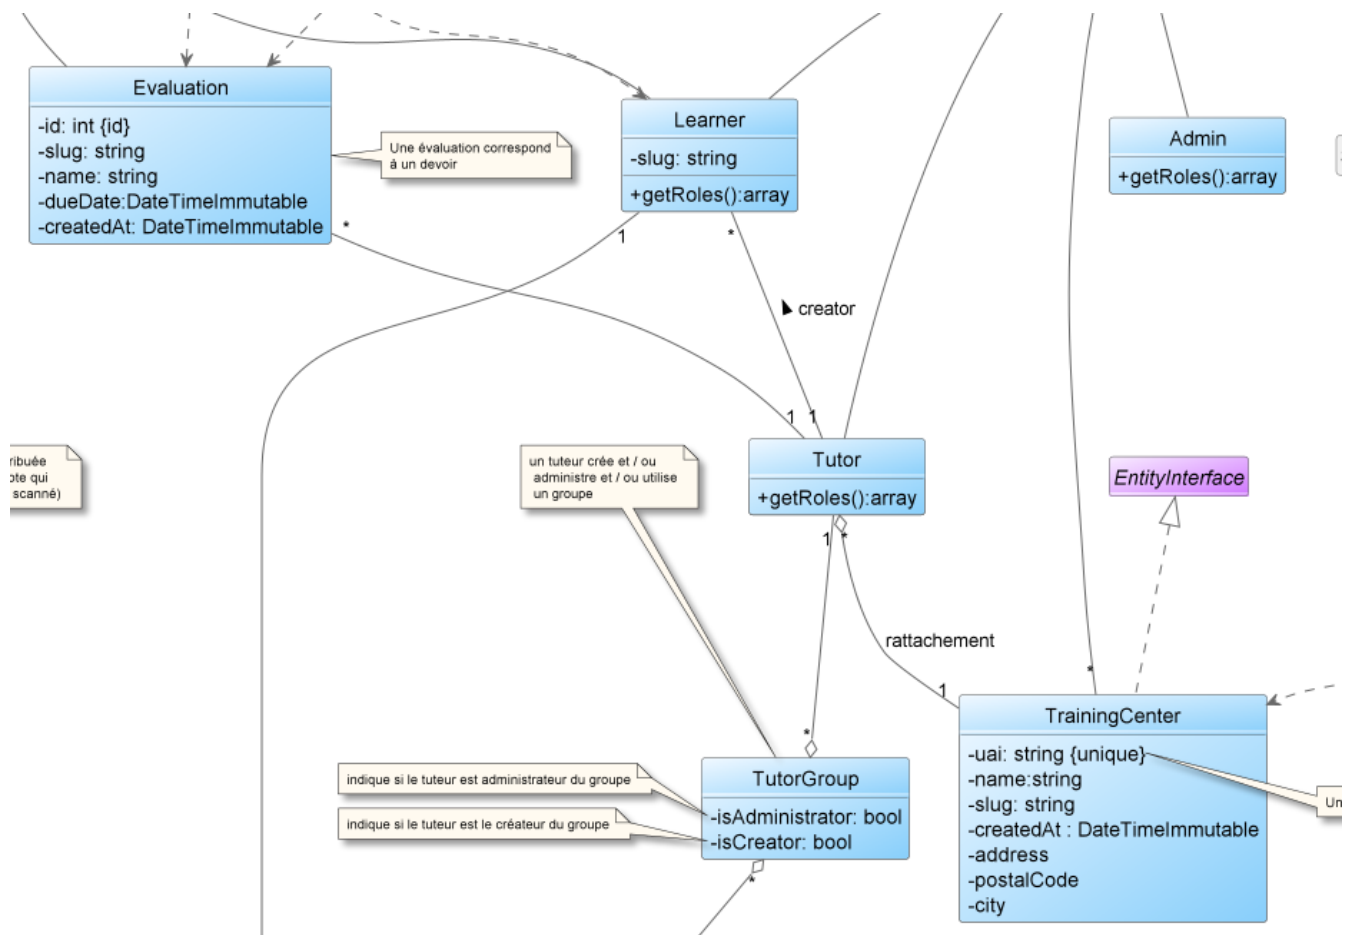 Evaluation
-id: int {id}
-slug: string
-name: string
-dueDate:DateTimeImmutable
-createdAt: DateTimeImmutable
*
Une évaluation correspond
à un devoir
Learner
-slug: string
+getRoles():array
1
*
Admin
+getRoles():array
creator
1
1
ribuée
ote qui
scanné)
un tuteur crée et / ou
administre et / ou utilise
un groupe
Tutor
+getRoles():array
1
*
EntityInterface
rattachement
1
*
*
TrainingCenter
-uai: string {unique}
-name:string
-slug: string
-createdAt : DateTimeImmutable
-address
-postalCode
-city
Un
indique si le tuteur est administrateur du groupe
indique si le tuteur est le créateur du groupe
TutorGroup
-isAdministrator: bool
-isCreator: bool
*